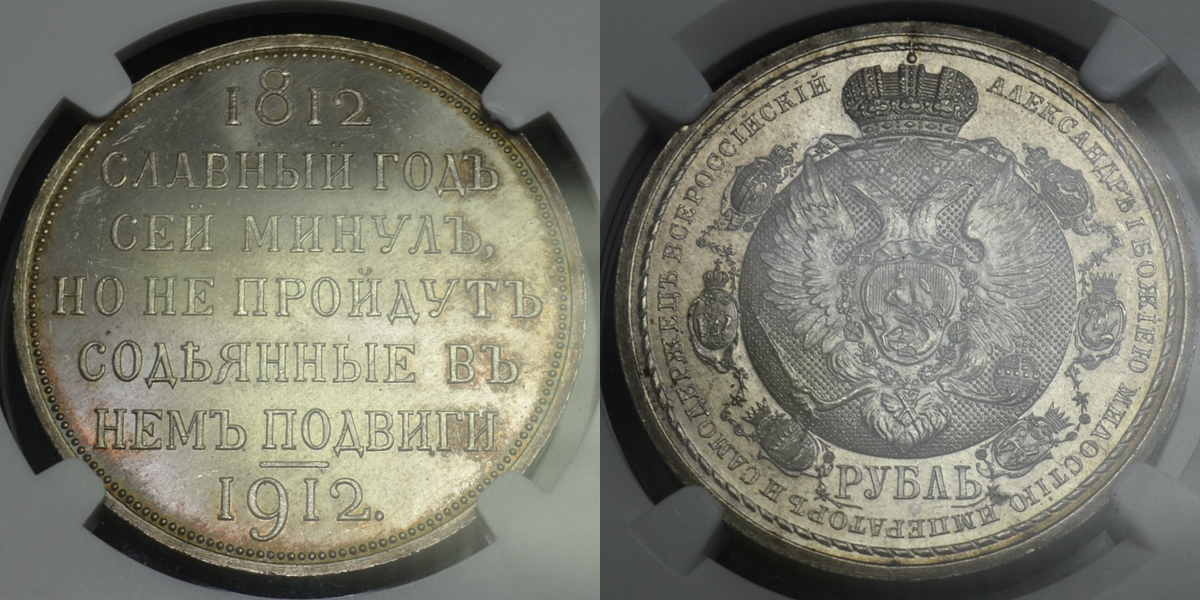 1812
СЛАВНЫЙ ГОДЪ
СЕЙ МИНУЛЪ,
НО НЕ ПРОЙДУТЪ
СОДѢЯННЫЕ ВЪ
НЕМЪ ПОДВИГИ
1912.
АЛЕКСАНДРЪ I БОЖІЕЮ МИЛОСТІЮ ИМПЕРАТОРЪ И САМОДЕРЖЕЦЪ ВСЕРОССІЙСКІЙ
РУБЛЬ